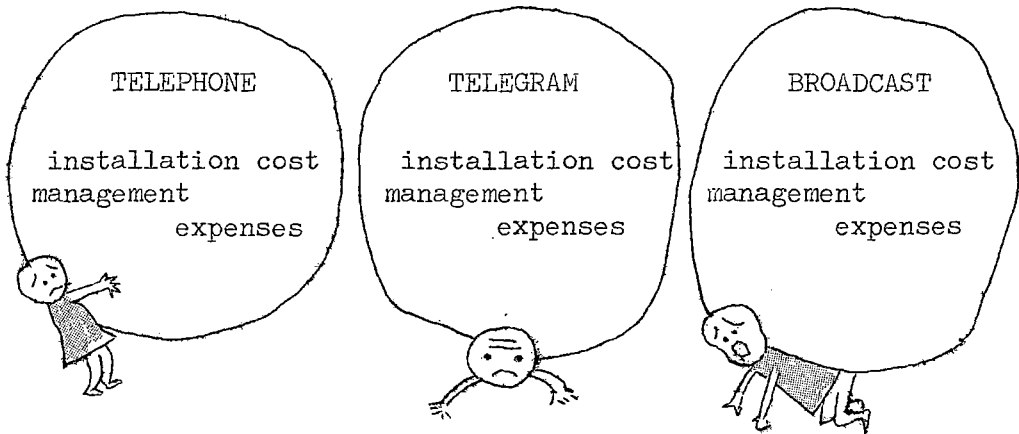 TELEPHONE
installation cost
management
expenses
TELEGRAM
installation cost
management
expenses
BROADCAST
installation cost
management
expenses